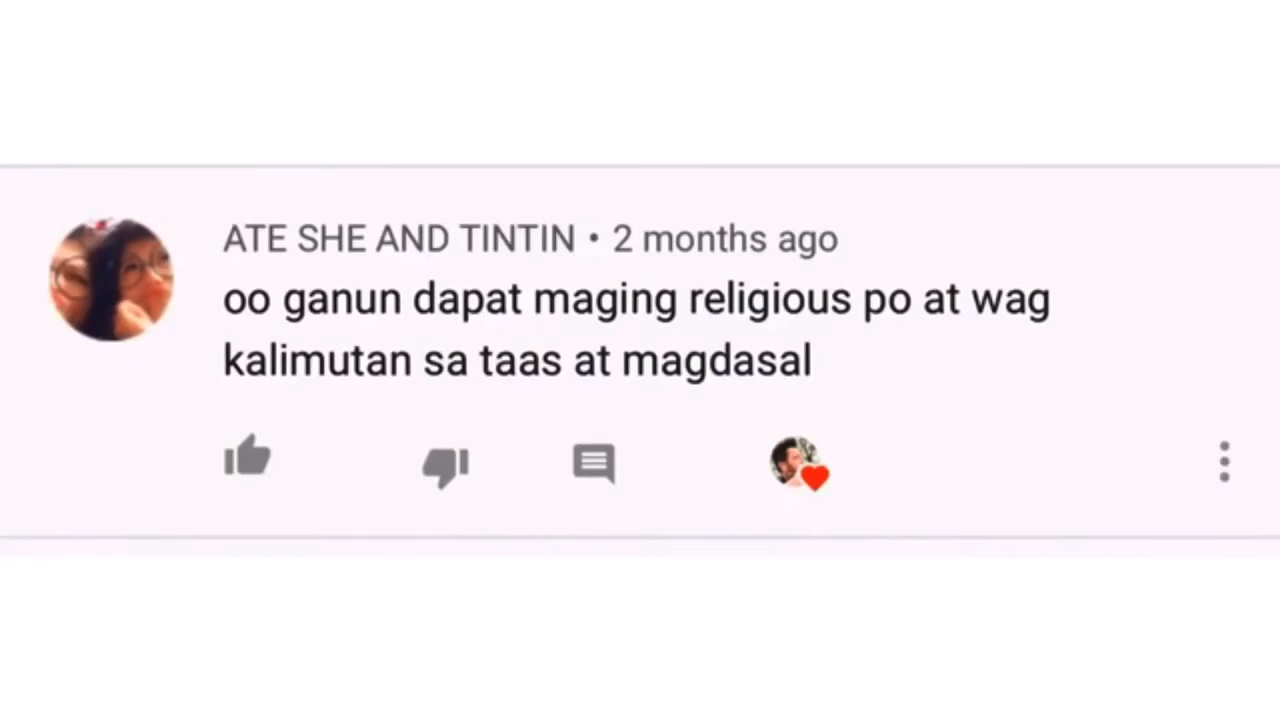 ATE SHE AND TINTIN • 2 months ago
oo ganun dapat maging religious po at wag
kalimutan sa taas at magdasal